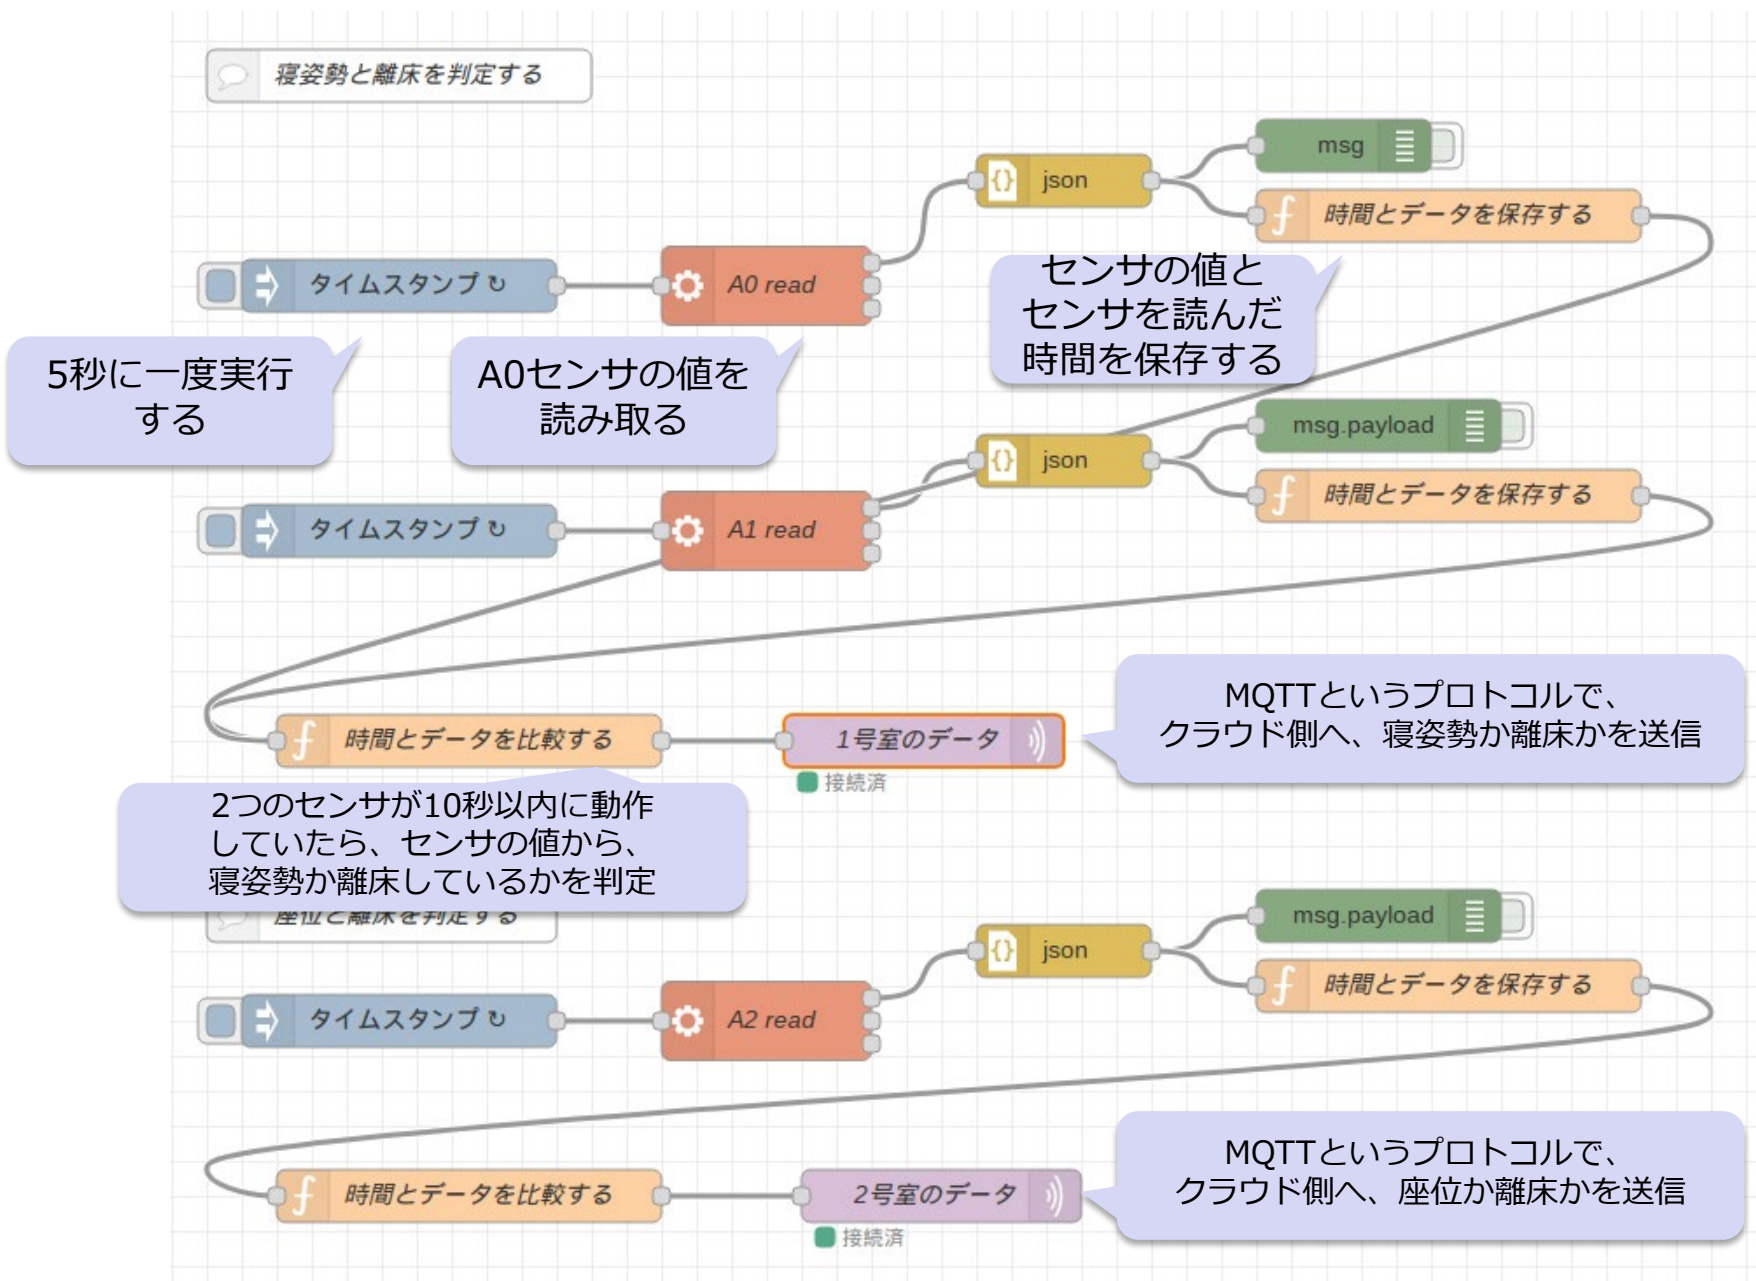 寝姿勢と離床を判定する
msg
json
時間とデータを保存する
タイムスタンプ ↻
A0 read
センサの値と
センサを読んだ
時間を保存する
5秒に一度実行
する
A0センサの値を
読み取る
msg.payload
json
時間とデータを保存する
タイムスタンプ ↻
A1 read
MQTTというプロトコルで、
クラウド側へ、寝姿勢か離床かを送信
時間とデータを比較する
1号室のデータ
接続済
2つのセンサが10秒以内に動作
していたら、センサの値から、
寝姿勢か離床しているかを判定
座位と離床を判定する
msg.payload
json
時間とデータを保存する
タイムスタンプ ↻
A2 read
MQTTというプロトコルで、
クラウド側へ、座位か離床かを送信
時間とデータを比較する
2号室のデータ
接続済